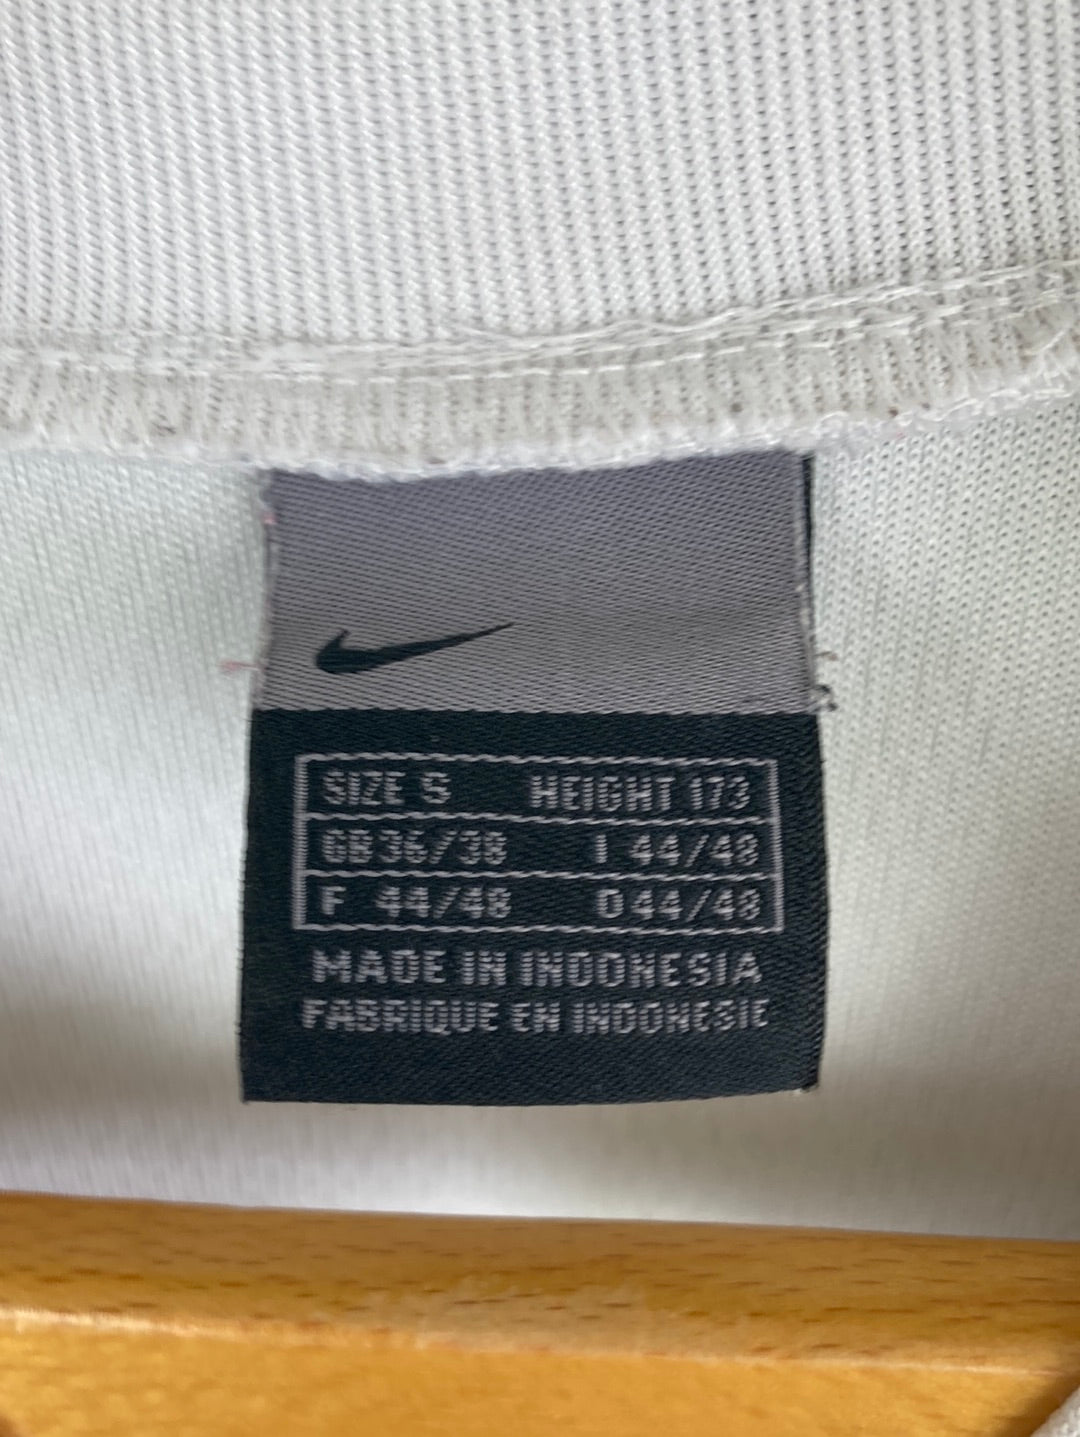 SIZE S HEIGHT 173
GB 36/38 I 44/48
F 44/48 D 44/48
MADE IN INDONESIA
FABRIQUE EN INDONESIE